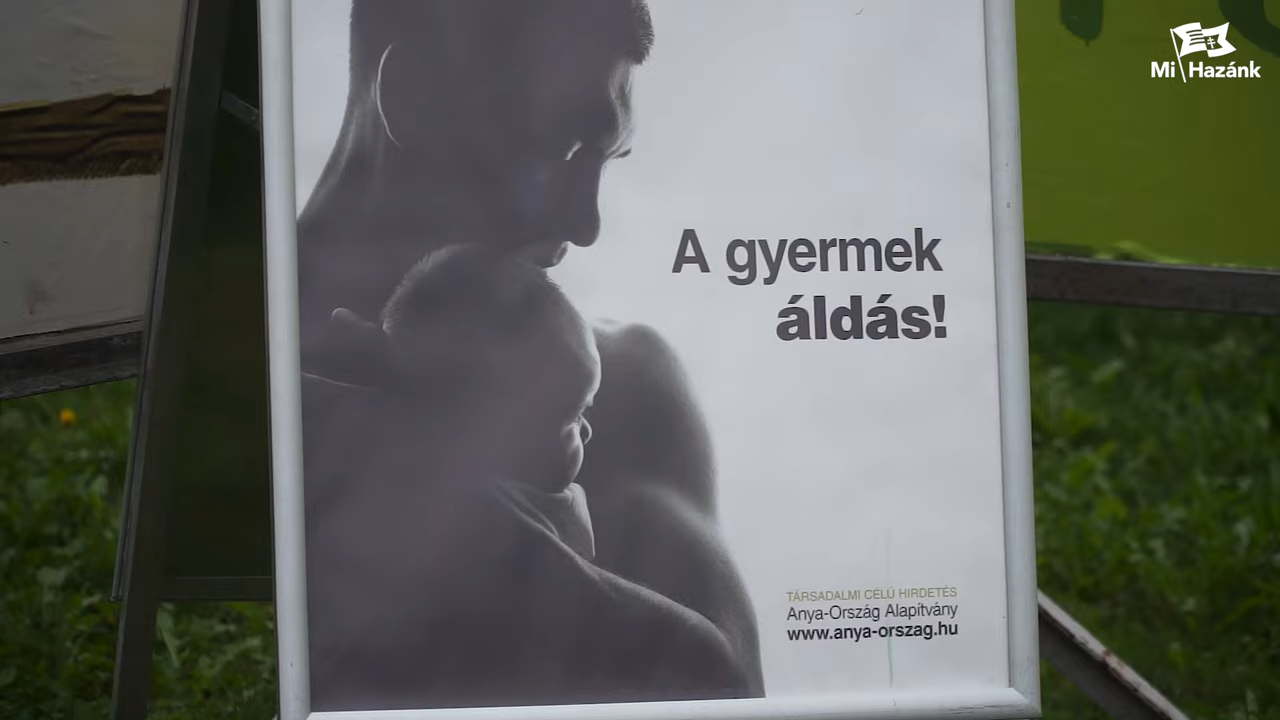 Mi Hazánk
A gyermek
áldás!
TÁRSADALMI CÉLÚ HIRDETÉS
Anya-Ország Alapítvány
www.anya-orszag.hu